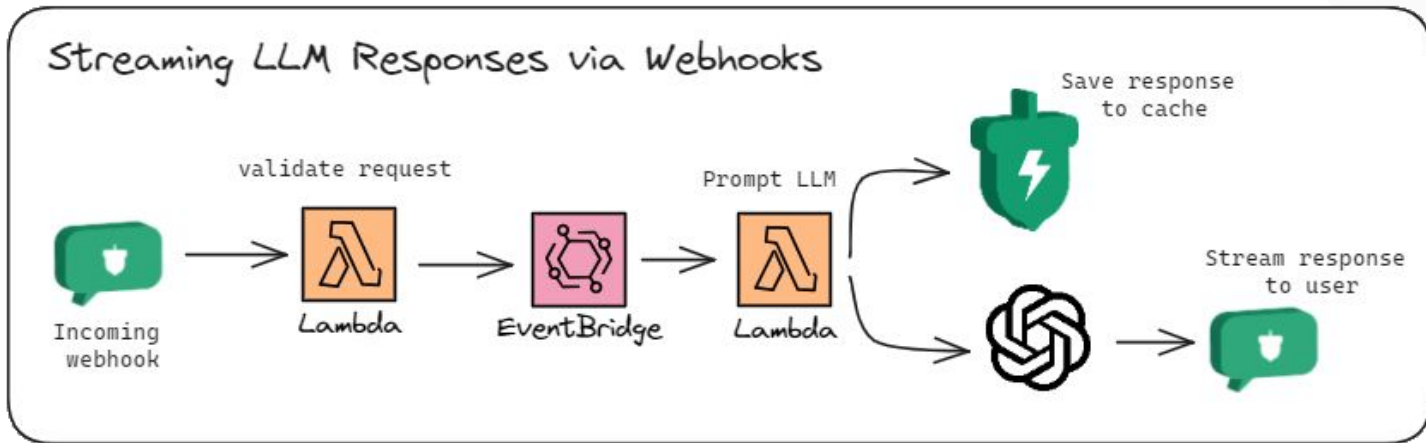 Streaming LLM Responses via Webhooks
Save response
to cache
validate request
Prompt LLM
Stream response
to user
Lambda
EventBridge
Lambda
Incoming
webhook